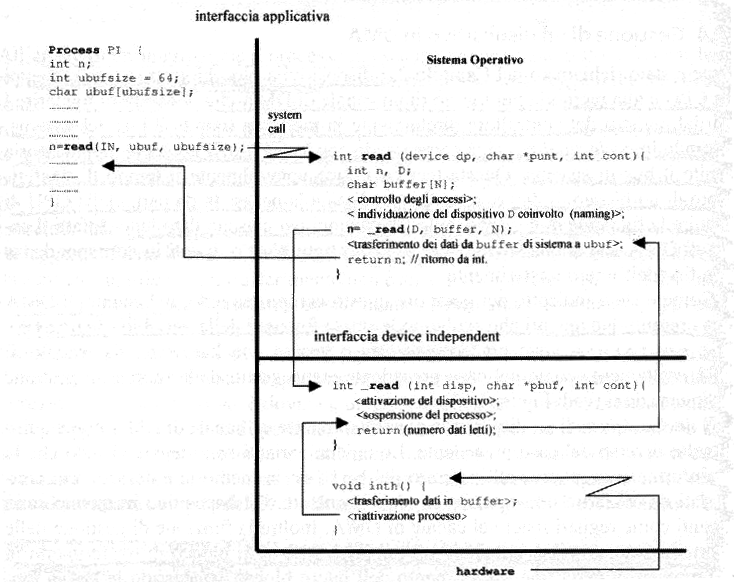 interfaccia applicativa
Process PI {
int n;
int ubufsize = 64;
char ubuf[ubufsize];
..........
..........
n=read(IN, ubuf, ubufsize);
..........
..........
..........
}
system
call
Sistema Operativo
int read (device dp, char *punt, int cont){
int n, D;
char buffer[N];
< controllo degli accessi>;
< individuazione del dispositivo D coinvolto (naming)>;
n= _read(D, buffer, N);
<trasferimento dei dati da buffer di sistema a ubuf>;
return n; // ritorno da int.
}
interfaccia device independent
int _read (int disp, char *pbuf, int cont){
<attivazione del dispositivo>;
<sospensione del processo>;
return (numero dati letti);
}
void inth() {
<trasferimento dati in buffer>;
<riattivazione processo>
}
hardware